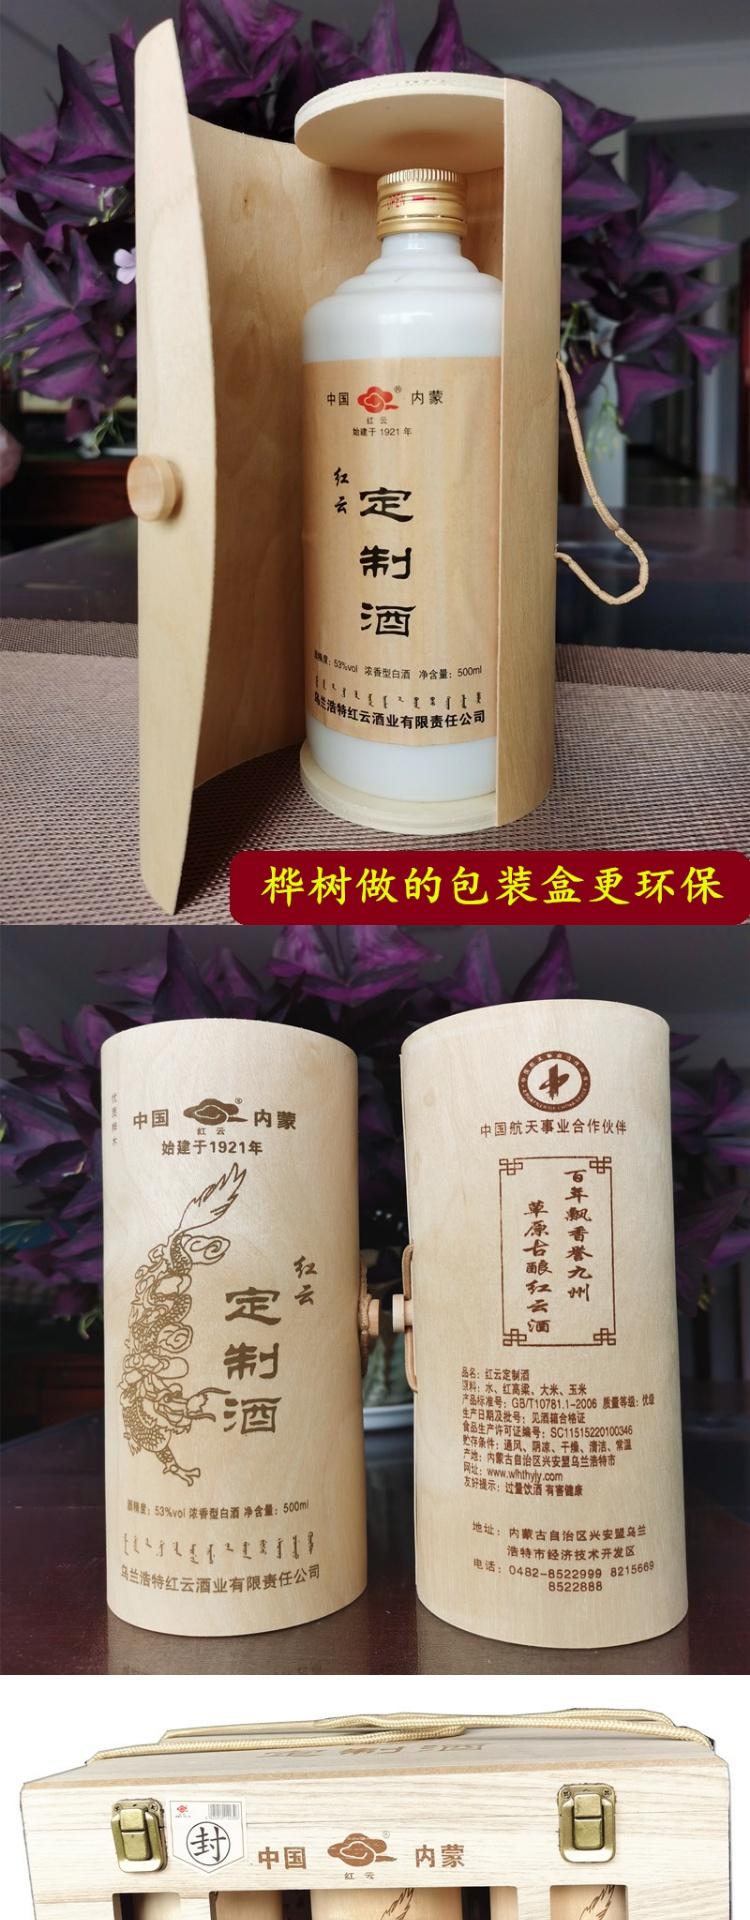 OPEN
中国 ® 内蒙
红云
始建于1921年
红云
定制酒
酒精度：53%vol 浓香型白酒 净含量：500ml
乌兰浩特红云酒业有限责任公司
桦树做的包装盒更环保
中国 ® 内蒙
红云
始建于1921年
红云
定制酒
酒精度：53%vol 浓香型白酒 净含量：500ml
乌兰浩特红云酒业有限责任公司
中国航天事业合作伙伴
百年飘香誉九州
草原古酿红云酒
品名：红云定制酒
原料：水、红高粱、大米、玉米
产品标准号：GB/T10781.1-2006 质量等级：优级
生产日期及批号：见酒箱合格证
食品生产许可证编号：SC11515220100346
贮存条件：通风、阴凉、干燥、清洁、常温
产地：内蒙古自治区兴安盟乌兰浩特市
网址：www.whthyjy.com
友好提示：过量饮酒 有害健康
地址：内蒙古自治区兴安盟乌兰
浩特市经济技术开发区
电话：0482-8522999 8215669
8522888
定制酒
封
中国 ® 内蒙
红云